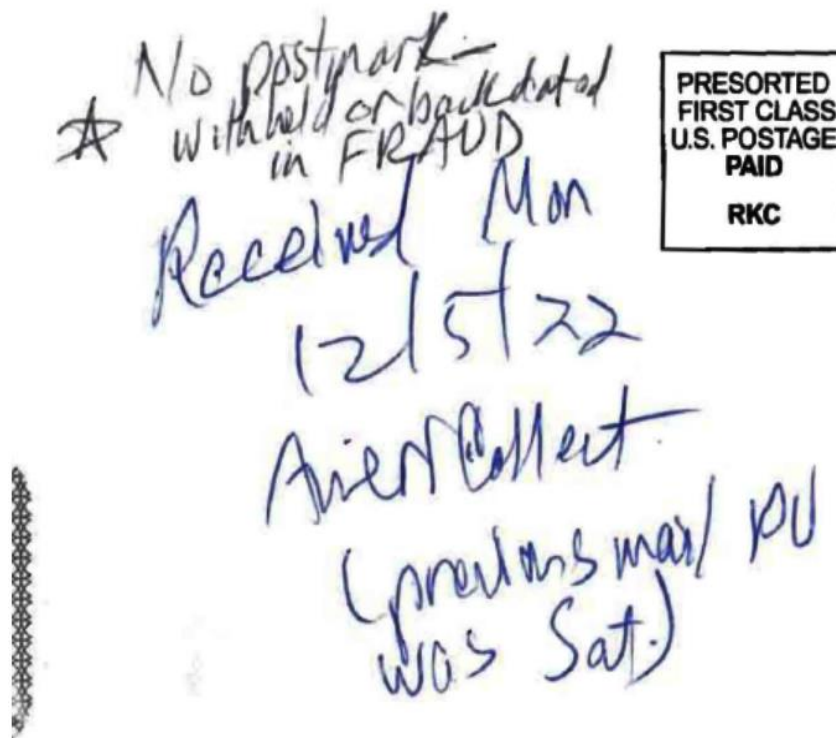 No postmark -
☆ withheld or backdated
in FRAUD
PRESORTED
FIRST CLASS
U.S. POSTAGE
PAID
RKC
Received Mon
12/5/22
Collect.
(previous mail PU
was Sat.)